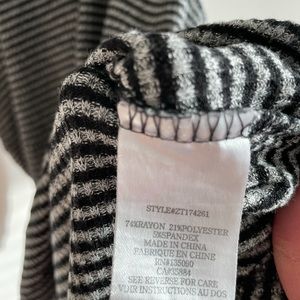 STYLE#ZT174261
74%RAYON 21%POLYESTER
5%SPANDEX
MADE IN CHINA
FABRIQUE EN CHINE
RN#135090
CA#35884
SEE REVERSE FOR CARE
VOIR INSTRUCTIONS AU DOS